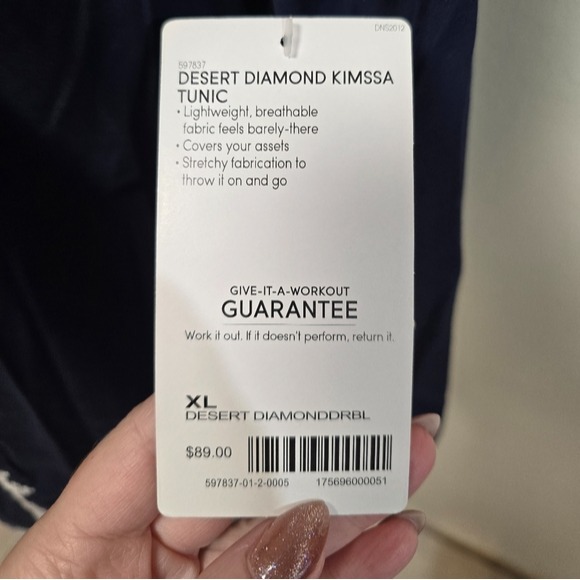 DNS2012
597837
DESERT DIAMOND KIMSSA
TUNIC
• Lightweight, breathable
fabric feels barely-there
• Covers your assets
• Stretchy fabrication to
throw it on and go
GIVE-IT-A-WORKOUT
GUARANTEE
Work it out. If it doesn't perform, return it.
XL
DESERT DIAMONDDRBL
$89.00
597837-01-2-0005 175696000051